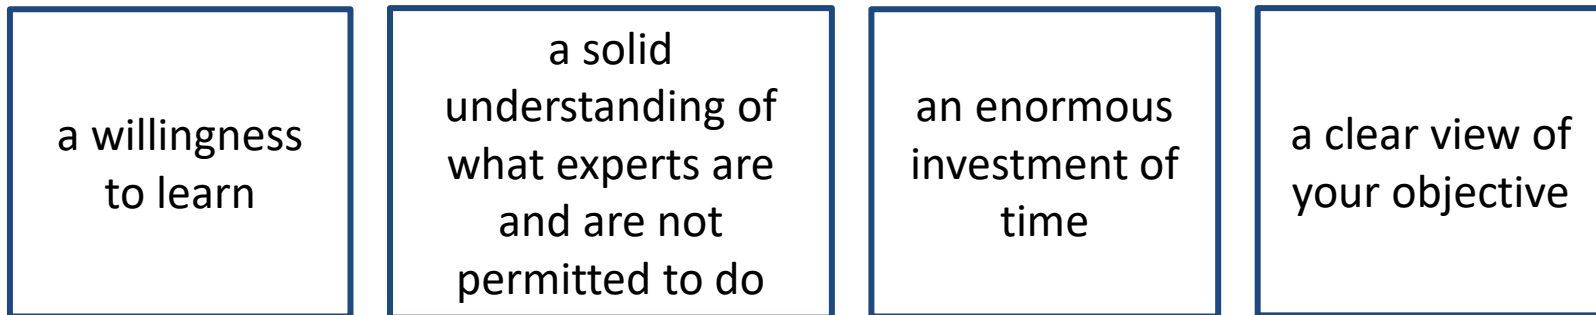 a willingness
to learn
a solid
understanding of
what experts are
and are not
permitted to do
an enormous
investment of
time
a clear view of
your objective